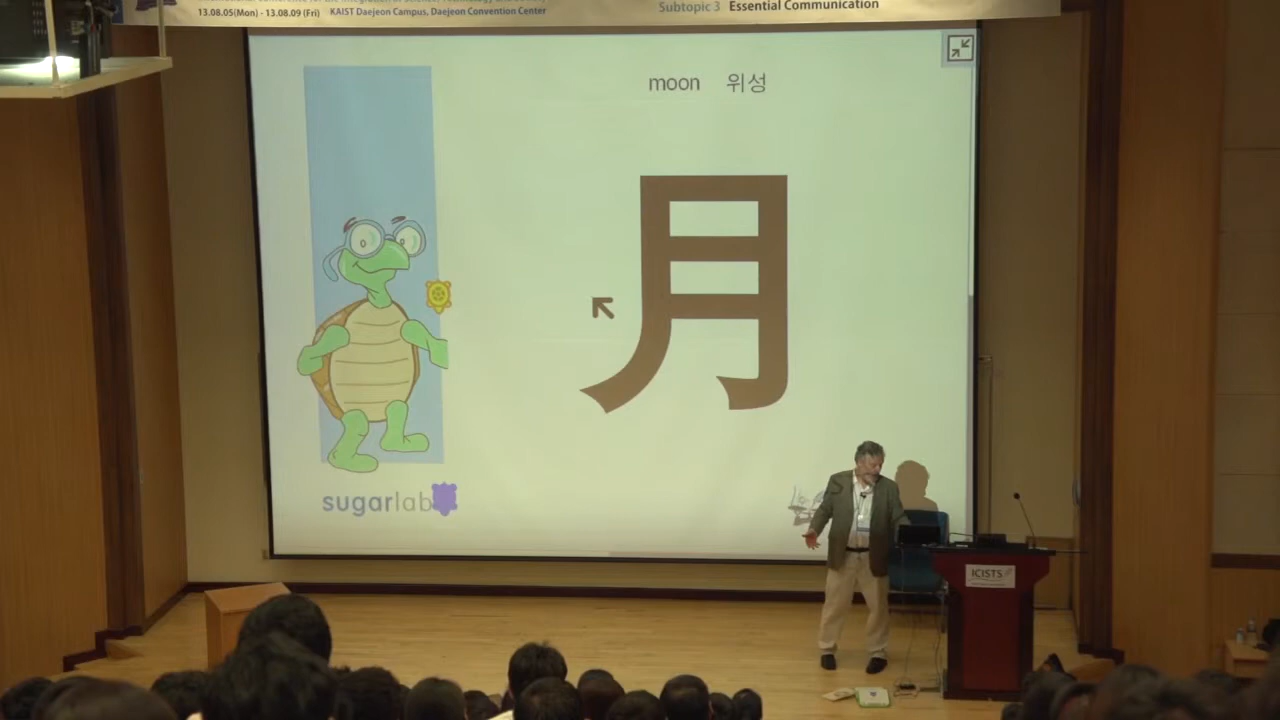 13.08.05(Mon) - 13.08.09 (Fri) KAIST Daejeon Campus, Daejeon Convention Center
Subtopic 3 Essential Communication
moon 위성
月
sugarlab
ICISTS